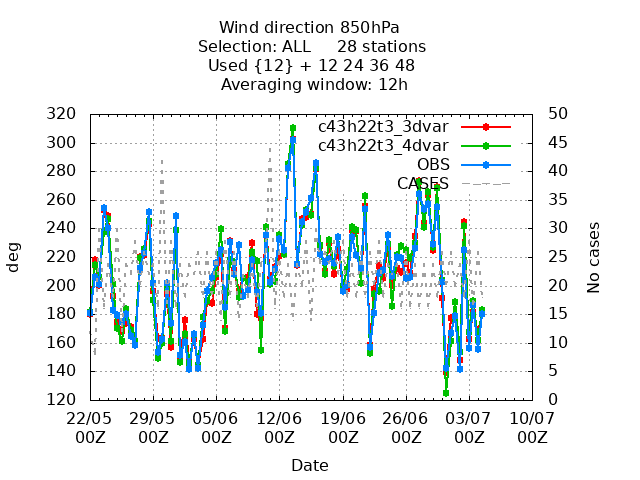 Wind direction 850hPa
Selection: ALL 28 stations
Used {12} + 12 24 36 48
Averaging window: 12h
320 50
300 45
280 40
260 35
240 30
220 25
200 20
180 15
160 10
140 5
120 0
c43h22t3_3dvar
c43h22t3_4dvar
OBS
CASES
deg
No cases
22/05 29/05 05/06 12/06 19/06 26/06 03/07 10/07
00Z 00Z 00Z 00Z 00Z 00Z 00Z 00Z
Date